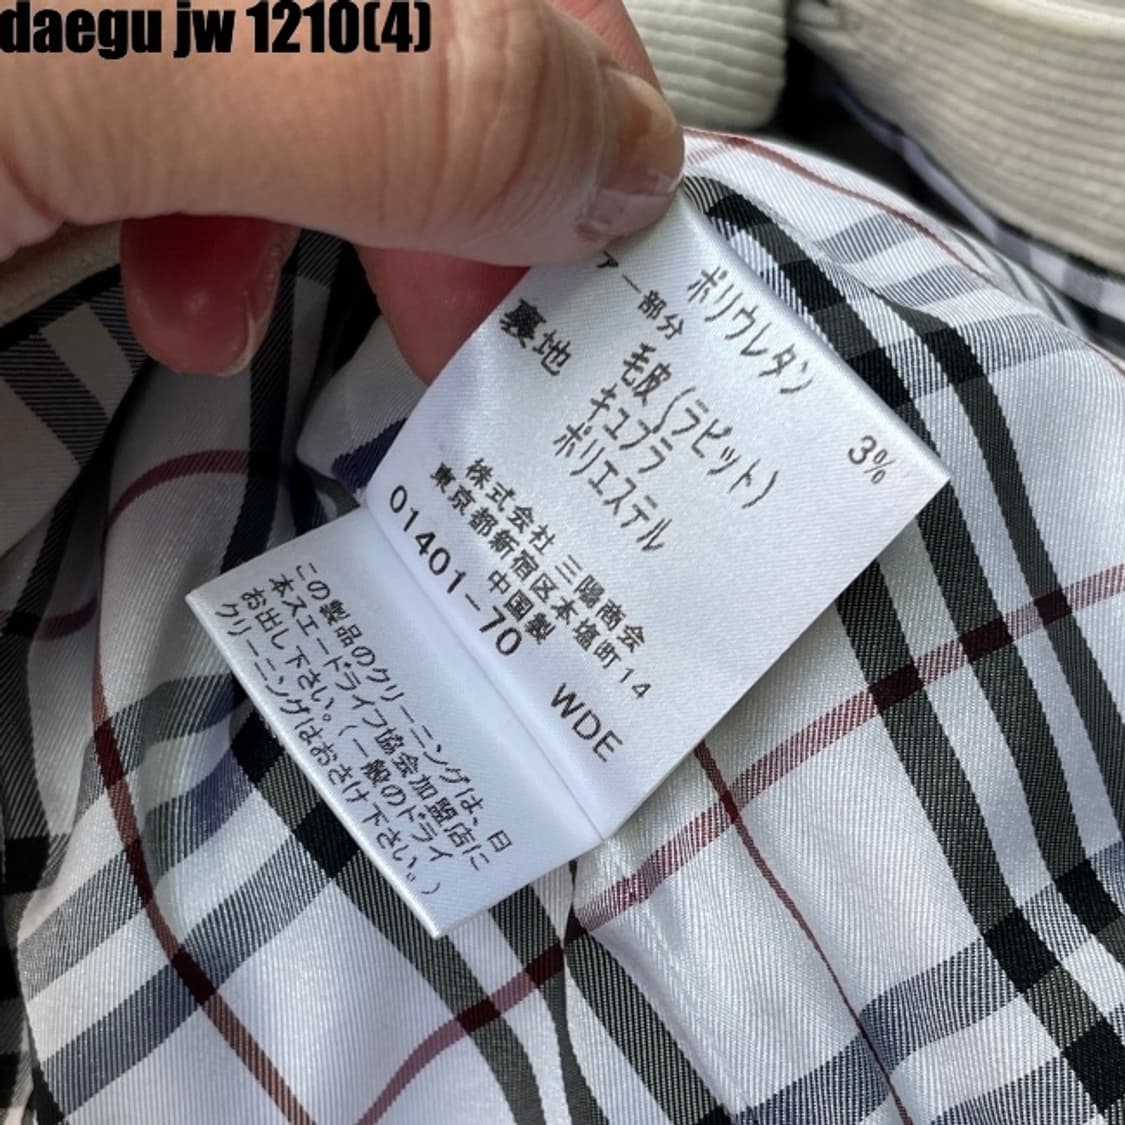 daegu jw 1210(4)
ポリウレタン 3%
ァー部分 毛皮(ラビット)
裏地 キュプラ
ポリエステル
株式会社 三陽商会
東京都新宿区本塩町14
中国製
01401-70 WDE
この製品のクリーニングは、日
本スエードライフ協会加盟店に
お出し下さい。(一般のドライ
クリーニングはおさけ下さい。)